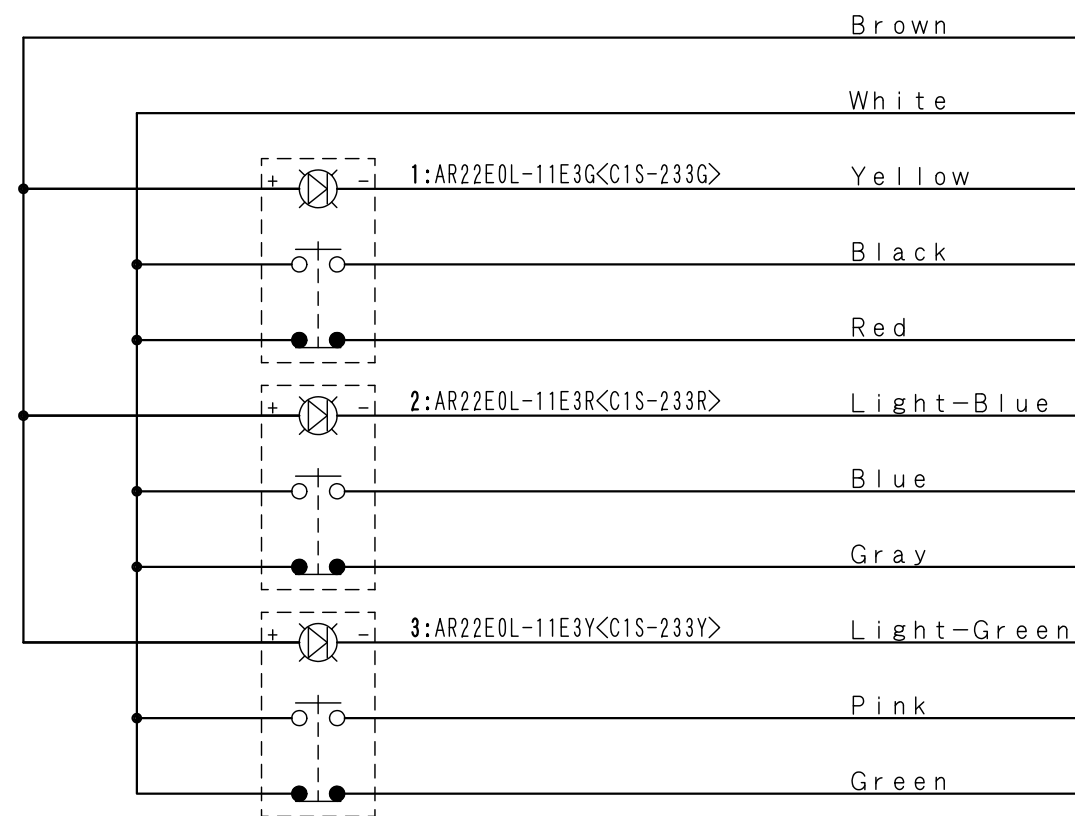 Brown
White
+ - 1:AR22E0L-11E3G<C1S-233G> Yellow
Black
Red
+ - 2:AR22E0L-11E3R<C1S-233R> Light-Blue
Blue
Gray
+ - 3:AR22E0L-11E3Y<C1S-233Y> Light-Green
Pink
Green